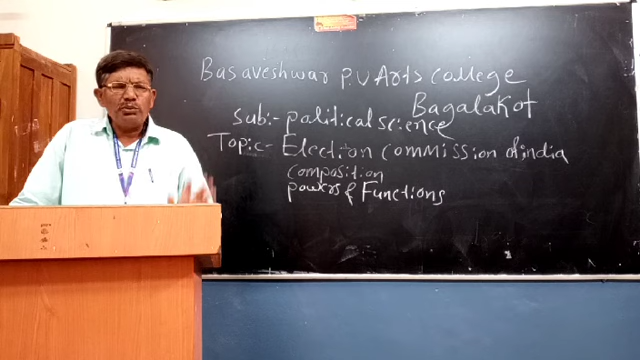 Basaveshwar P.U Arts College
Bagalakot
Sub:- political science
Topic- Election Commission of India
Composition
powers & Functions